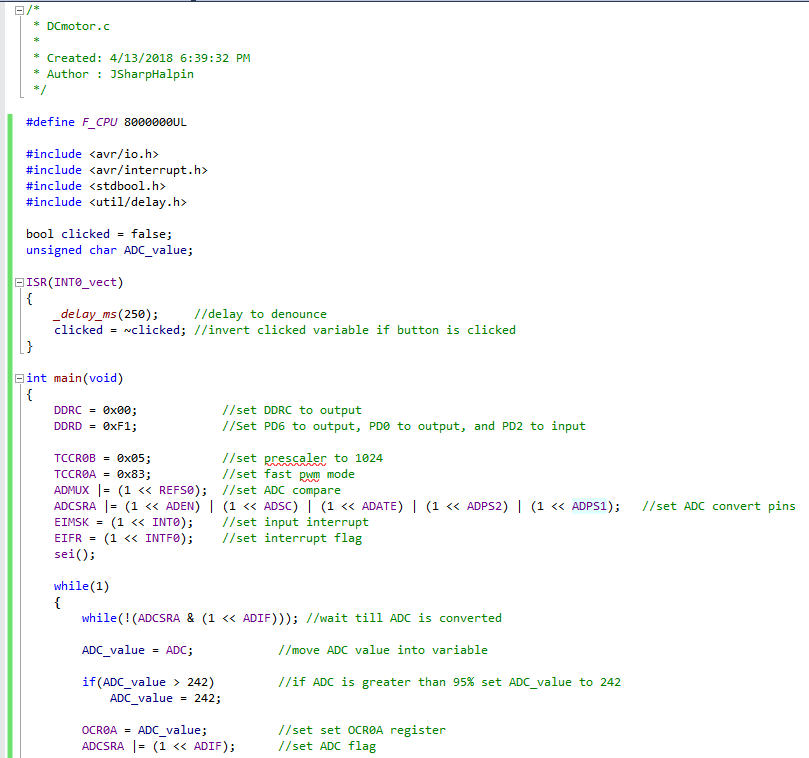 /*
 * DCmotor.c
 *
 * Created: 4/13/2018 6:39:32 PM
 * Author : JSharpHalpin
 */
#define F_CPU 8000000UL
#include <avr/io.h>
#include <avr/interrupt.h>
#include <stdbool.h>
#include <util/delay.h>
bool clicked = false;
unsigned char ADC_value;
ISR(INT0_vect)
{
    _delay_ms(250);     //delay to denounce
    clicked = ~clicked; //invert clicked variable if button is clicked
}
int main(void)
{
    DDRC = 0x00;            //set DDRC to output
    DDRD = 0xF1;            //Set PD6 to output, PD0 to output, and PD2 to input
    TCCR0B = 0x05;          //set prescaler to 1024
    TCCR0A = 0x83;          //set fast pwm mode
    ADMUX |= (1 << REFS0);  //set ADC compare
    ADCSRA |= (1 << ADEN) | (1 << ADSC) | (1 << ADATE) | (1 << ADPS2) | (1 << ADPS1);   //set ADC convert pins
    EIMSK = (1 << INT0);    //set input interrupt
    EIFR = (1 << INTF0);    //set interrupt flag
    sei();
    while(1)
    {
        while(!(ADCSRA & (1 << ADIF))); //wait till ADC is converted
        ADC_value = ADC;            //move ADC value into variable
        if(ADC_value > 242)         //if ADC is greater than 95% set ADC_value to 242
            ADC_value = 242;
        OCR0A = ADC_value;          //set set OCR0A register
        ADCSRA |= (1 << ADIF);      //set ADC flag